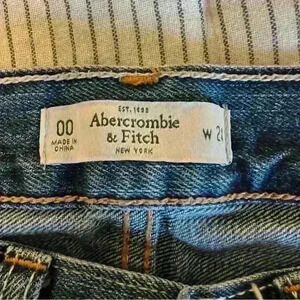 EST. 1892
00
Abercrombie
& Fitch
MADE IN
CHINA
NEW YORK
W